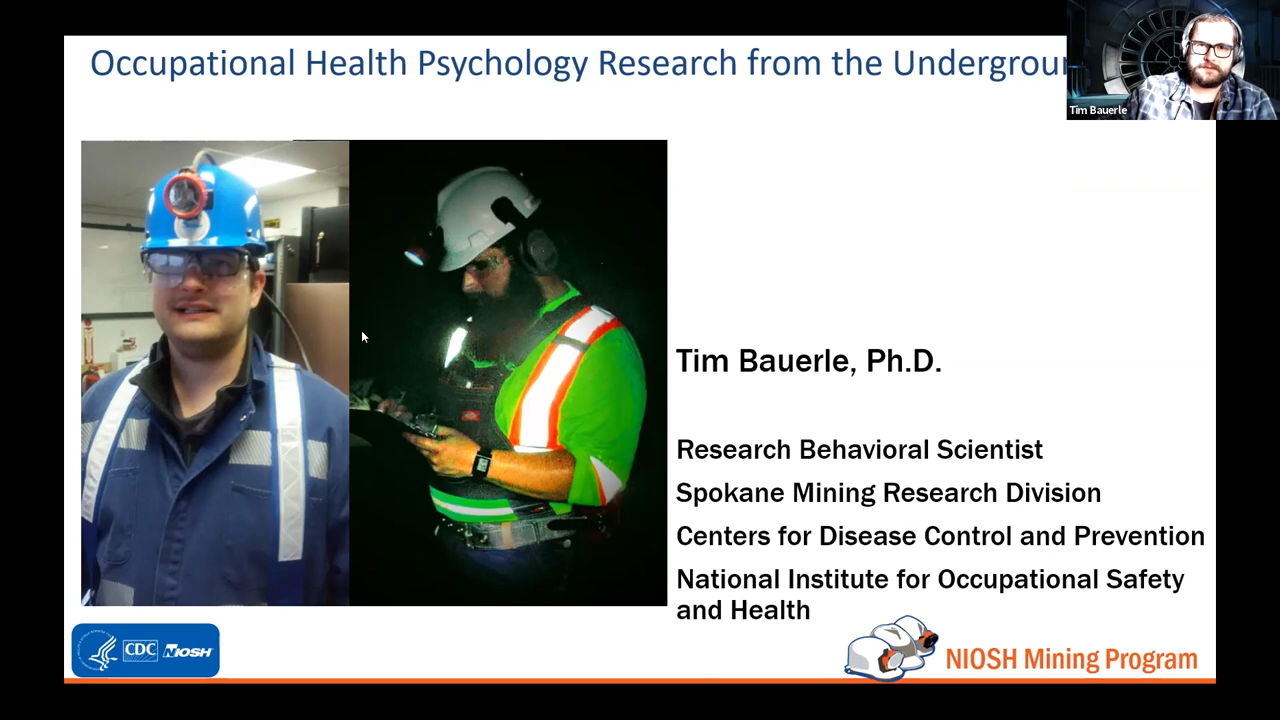 Occupational Health Psychology Research from the Undergroun
Tim Bauerle
Tim Bauerle, Ph.D.
Research Behavioral Scientist
Spokane Mining Research Division
Centers for Disease Control and Prevention
National Institute for Occupational Safety
and Health
CDC
NIOSH
NIOSH Mining Program